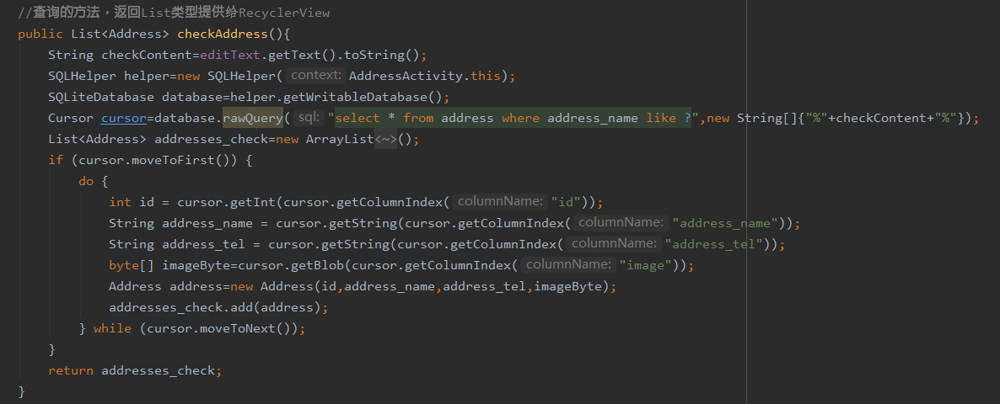 //查询的方法，返回List类型提供给RecyclerView
public List<Address> checkAddress(){
String checkContent=editText.getText().toString();
SQLHelper helper=new SQLHelper( context: AddressActivity.this);
SQLiteDatabase database=helper.getWritableDatabase();
Cursor cursor=database.rawQuery( sql: "select * from address where address_name like ?",new String[]{"%"+checkContent+"%"});
List<Address> addresses_check=new ArrayList<~>();
if (cursor.moveToFirst()) {
do {
int id = cursor.getInt(cursor.getColumnIndex( columnName: "id"));
String address_name = cursor.getString(cursor.getColumnIndex( columnName: "address_name"));
String address_tel = cursor.getString(cursor.getColumnIndex( columnName: "address_tel"));
byte[] imageByte=cursor.getBlob(cursor.getColumnIndex( columnName: "image"));
Address address=new Address(id,address_name,address_tel,imageByte);
addresses_check.add(address);
} while (cursor.moveToNext());
}
return addresses_check;
}